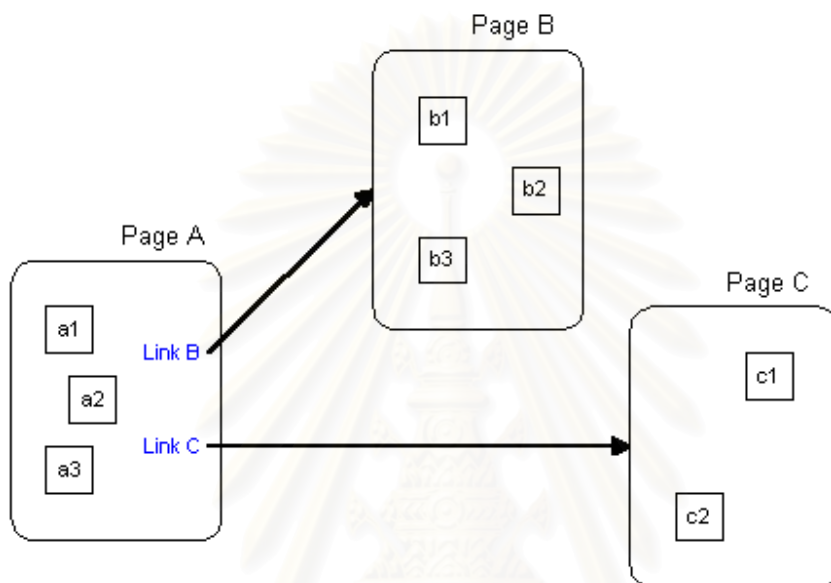 Page B
b1
b2
b3
Page A
a1
Link B
a2
Link C
a3
Page C
c1
c2